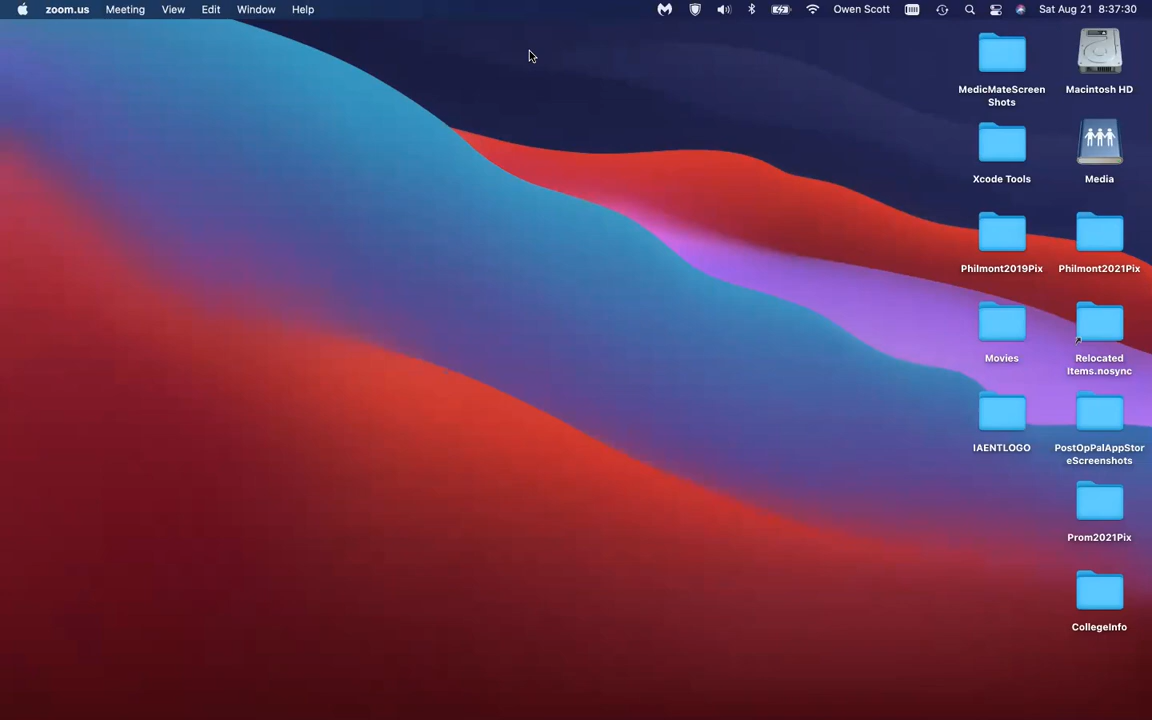 zoom.us Meeting View Edit Window Help Owen Scott Sat Aug 21 8:37:30
MedicMateScreen
Shots
Macintosh HD
Xcode Tools
Media
Philmont2019Pix
Philmont2021Pix
Movies
Relocated
Items.nosync
IAENTLOGO
PostOpPalAppStor
eScreenshots
Prom2021Pix
CollegeInfo